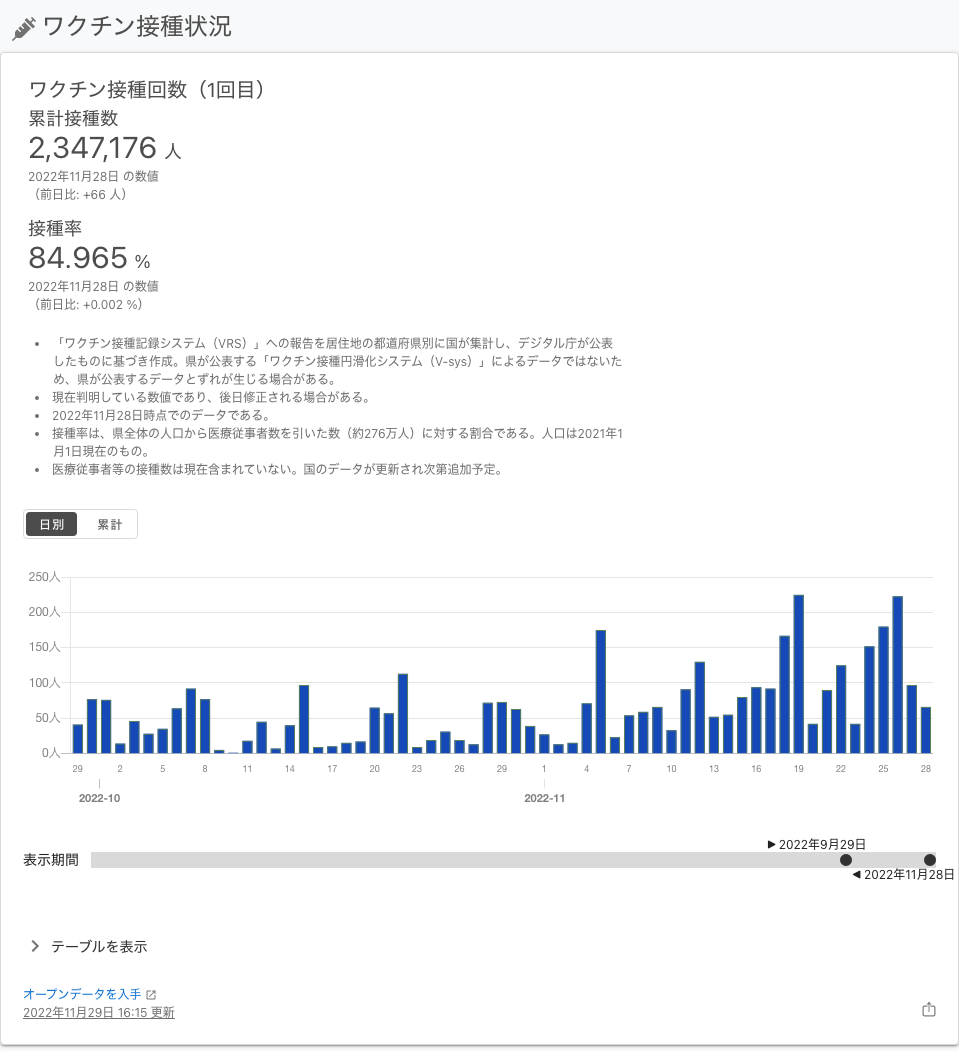 ワクチン接種状況
ワクチン接種回数（1回目）
累計接種数
2,347,176 人
2022年11月28日 の数値
（前日比: +66 人）
接種率
84.965 %
2022年11月28日 の数値
（前日比: +0.002 %）
• 「ワクチン接種記録システム（VRS）」への報告を居住地の都道府県別に国が集計し、デジタル庁が公表
したものに基づき作成。県が公表する「ワクチン接種円滑化システム（V-sys）」によるデータではないた
め、県が公表するデータとずれが生じる場合がある。
• 現在判明している数値であり、後日修正される場合がある。
• 2022年11月28日時点でのデータである。
• 接種率は、県全体の人口から医療従事者数を引いた数（約276万人）に対する割合である。人口は2021年1
月1日現在のもの。
• 医療従事者等の接種数は現在含まれていない。国のデータが更新され次第追加予定。
日別 累計
250人
200人
150人
100人
50人
0人
29 2 5 8 11 14 17 20 23 26 29 1 4 7 10 13 16 19 22 25 28
2022-10 2022-11
▶ 2022年9月29日
表示期間
◀ 2022年11月28日
テーブルを表示
オープンデータを入手
2022年11月29日 16:15 更新